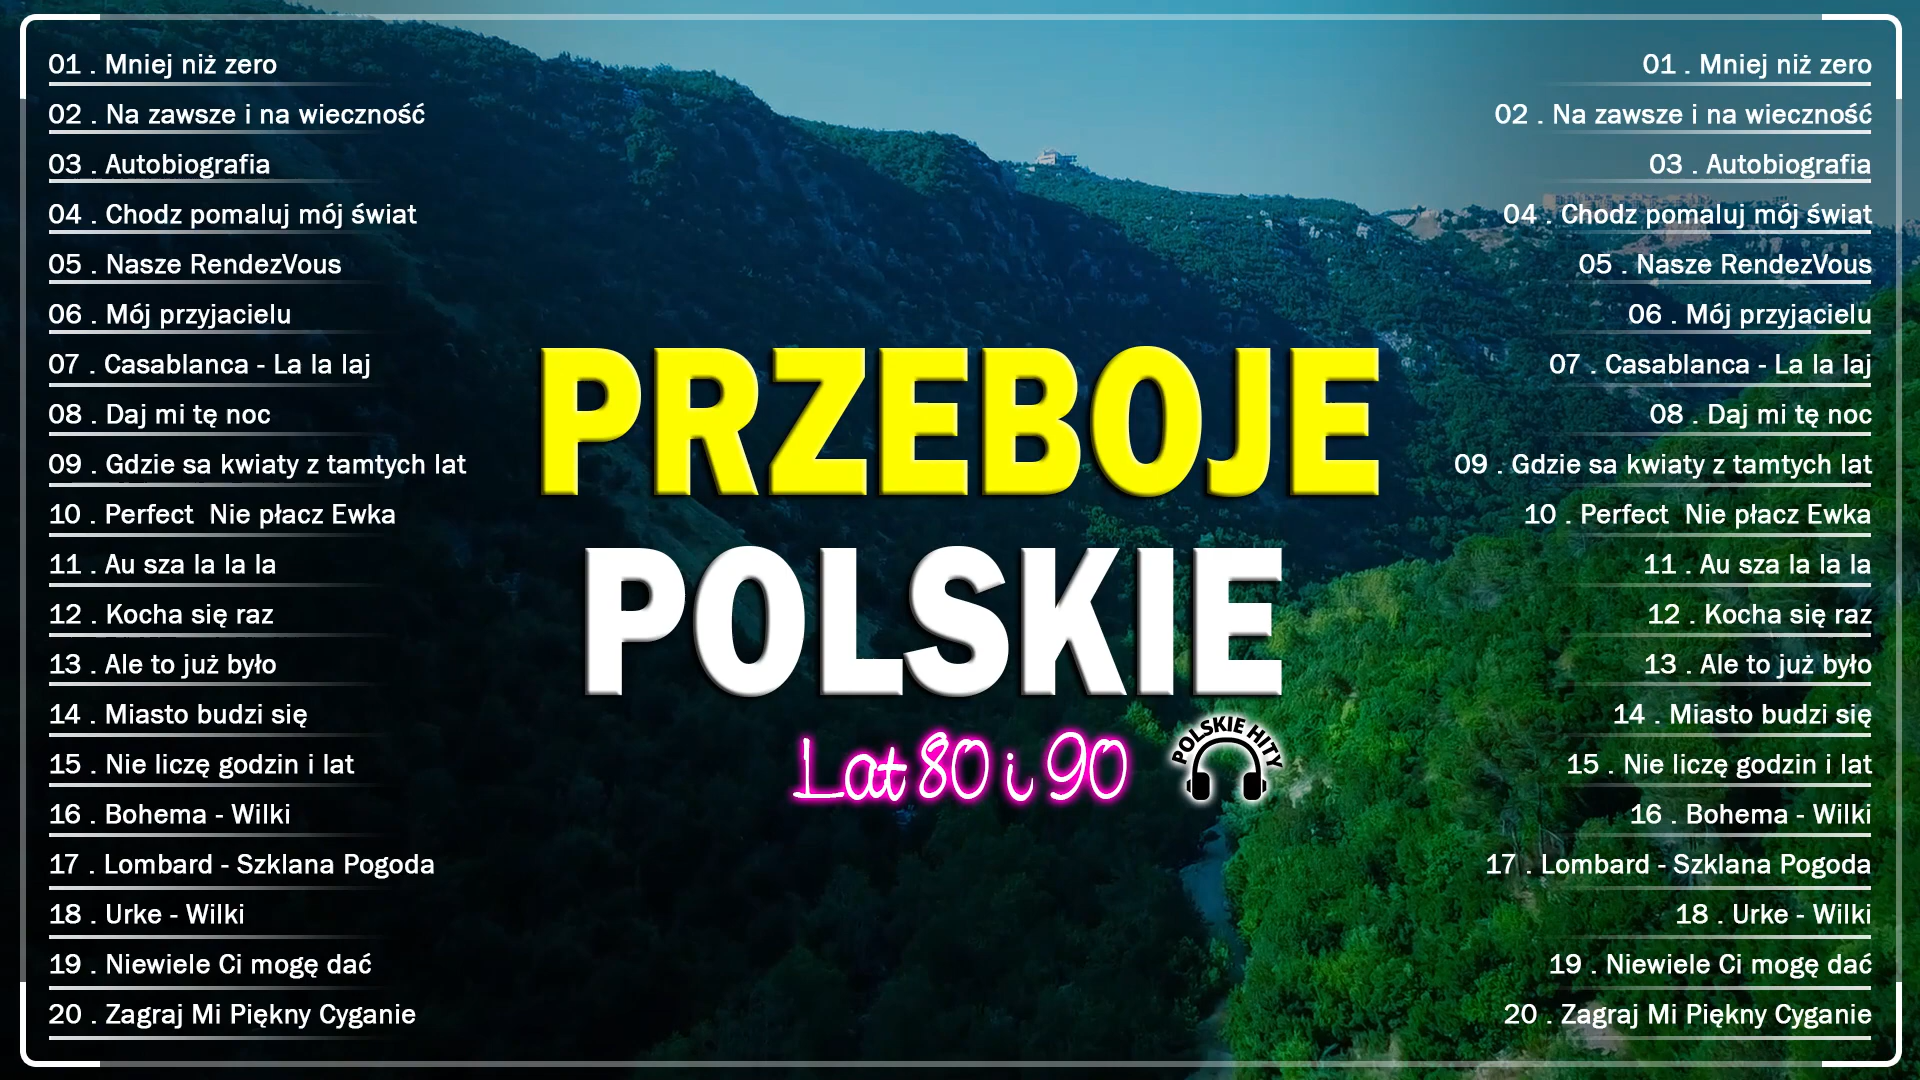 01 . Mniej niż zero
02 . Na zawsze i na wieczność
03 . Autobiografia
04 . Chodz pomaluj mój świat
05 . Nasze RendezVous
06 . Mój przyjacielu
07 . Casablanca - La la laj
08 . Daj mi tę noc
09 . Gdzie sa kwiaty z tamtych lat
10 . Perfect  Nie płacz Ewka
11 . Au sza la la la
12 . Kocha się raz
13 . Ale to już było
14 . Miasto budzi się
15 . Nie liczę godzin i lat
16 . Bohema - Wilki
17 . Lombard - Szklana Pogoda
18 . Urke - Wilki
19 . Niewiele Ci mogę dać
20 . Zagraj Mi Piękny Cyganie
PRZEBOJE
POLSKIE
Lat 80 i 90
POLSKIE HITY
01 . Mniej niż zero
02 . Na zawsze i na wieczność
03 . Autobiografia
04 . Chodz pomaluj mój świat
05 . Nasze RendezVous
06 . Mój przyjacielu
07 . Casablanca - La la laj
08 . Daj mi tę noc
09 . Gdzie sa kwiaty z tamtych lat
10 . Perfect  Nie płacz Ewka
11 . Au sza la la la
12 . Kocha się raz
13 . Ale to już było
14 . Miasto budzi się
15 . Nie liczę godzin i lat
16 . Bohema - Wilki
17 . Lombard - Szklana Pogoda
18 . Urke - Wilki
19 . Niewiele Ci mogę dać
20 . Zagraj Mi Piękny Cyganie